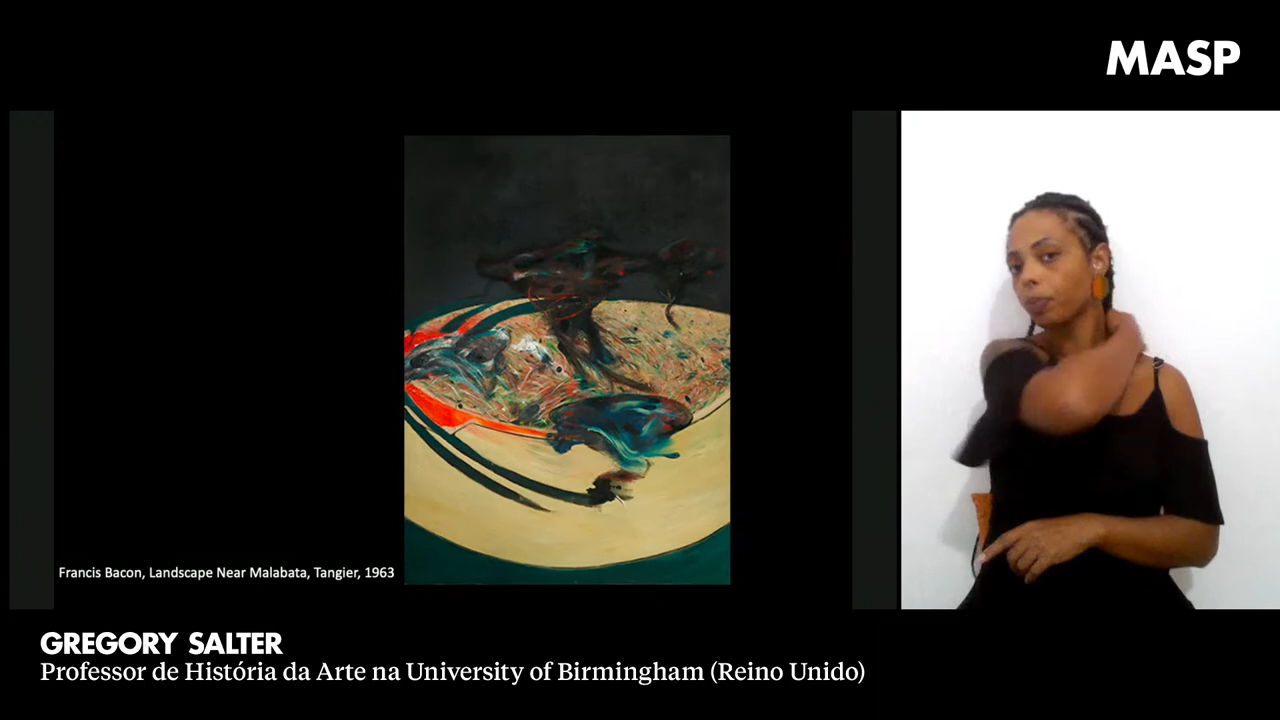 MASP
Francis Bacon, Landscape Near Malabata, Tangier, 1963
GREGORY SALTER
Professor de História da Arte na University of Birmingham (Reino Unido)